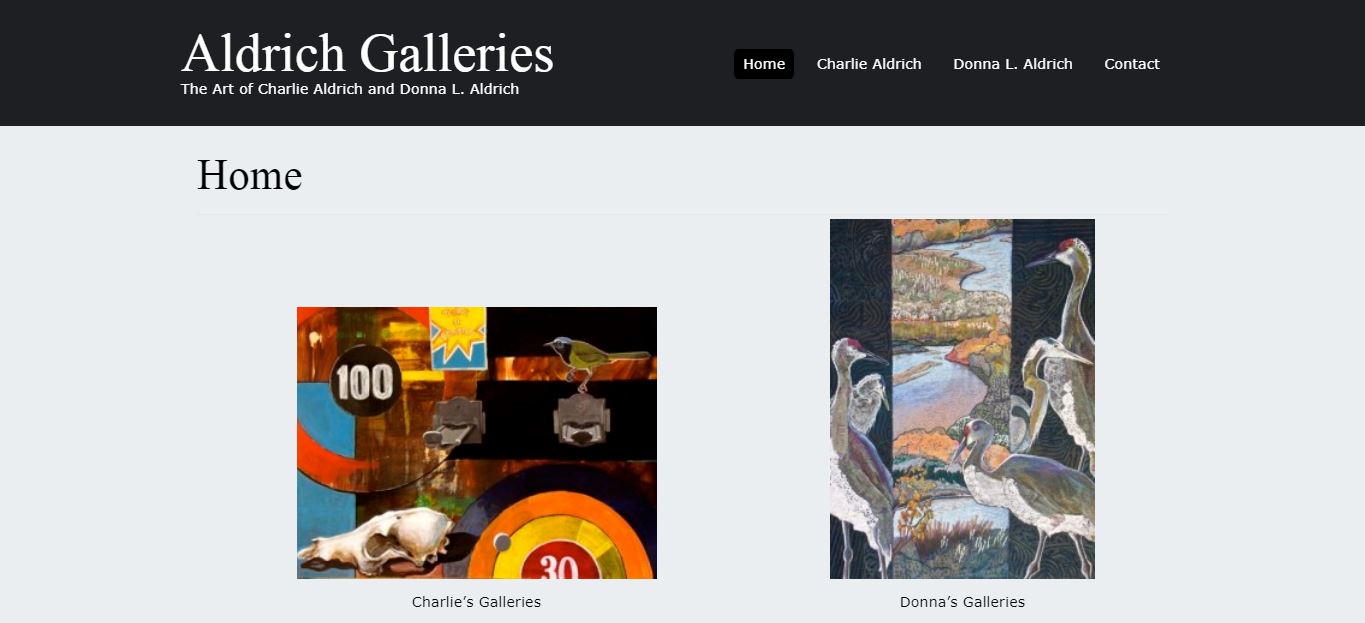 Aldrich Galleries
The Art of Charlie Aldrich and Donna L. Aldrich
Home
Charlie Aldrich
Donna L. Aldrich
Contact
Home
100
30
Charlie’s Galleries
Donna’s Galleries